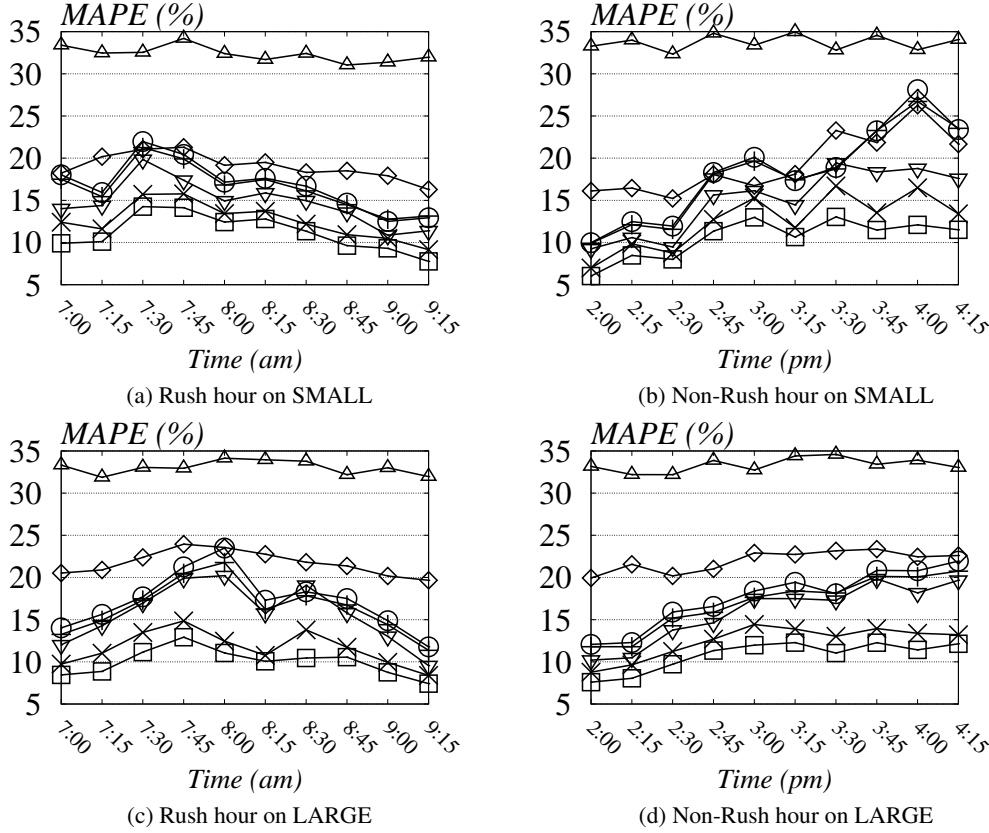 MAPE (%)
35
30
25
20
15
10
5
7:00 7:15 7:30 7:45 8:00 8:15 8:30 8:45 9:00 9:15
Time (am)
(a) Rush hour on SMALL
MAPE (%)
35
30
25
20
15
10
5
2:00 2:15 2:30 2:45 3:00 3:15 3:30 3:45 4:00 4:15
Time (pm)
(b) Non-Rush hour on SMALL
MAPE (%)
35
30
25
20
15
10
5
7:00 7:15 7:30 7:45 8:00 8:15 8:30 8:45 9:00 9:15
Time (am)
(c) Rush hour on LARGE
MAPE (%)
35
30
25
20
15
10
5
2:00 2:15 2:30 2:45 3:00 3:15 3:30 3:45 4:00 4:15
Time (pm)
(d) Non-Rush hour on LARGE